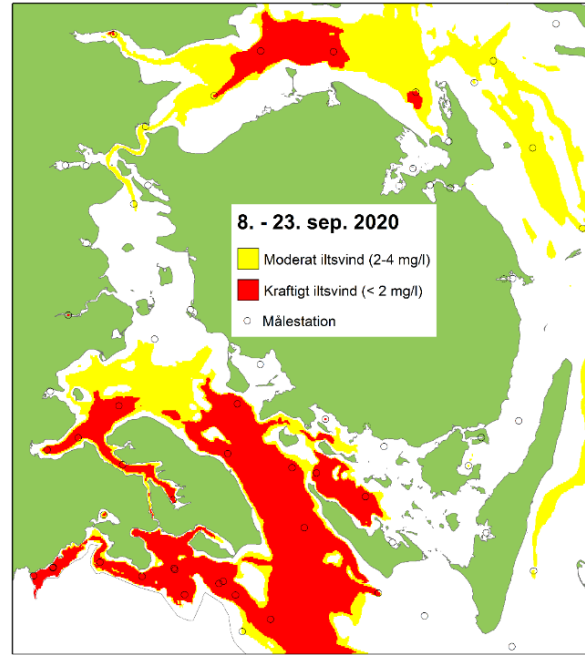 8. - 23. sep. 2020
Moderat iltsvind (2-4 mg/l)
Kraftigt iltsvind (< 2 mg/l)
Målestation